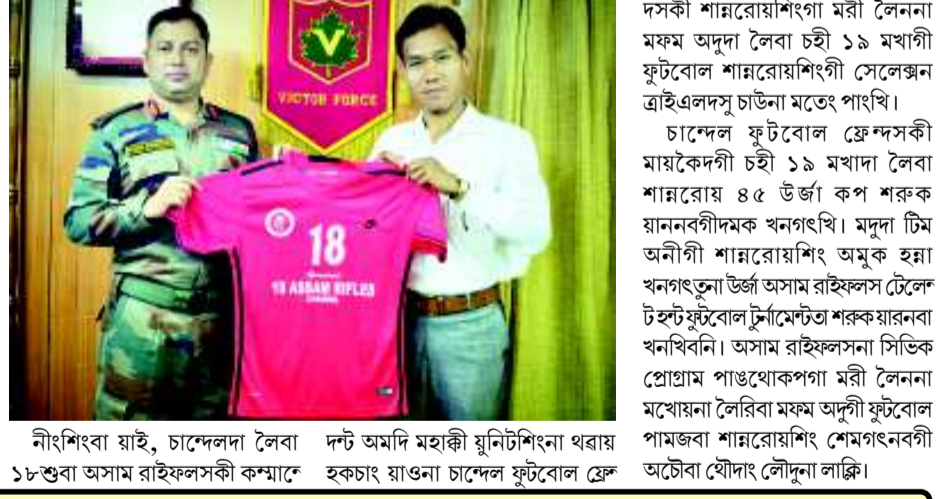 VICTOR FORCE
18
18 ASSAM RIFLES
নীংশিংবা য়াই, চান্দেলদা লৈবা
১৮শুবা অসাম রাইফলসকী কম্মান্দে
দন্ট অমদি মহাক্কী য়ুনিটশিংনা থৱায়
হকচাং য়াওনা চান্দেল ফুটবোল ফ্রেন
দসকী শান্নরোয়শিংগা মরী লৈননা
মফম অদুদা লৈবা চহী ১৯ মখাগী
ফুটবোল শান্নরোয়শিংগী সেলেক্সন
ত্রাইএলদসু চাউনা মতেং পাংখি।
চান্দেল ফুটবোল ফ্রেন্দসকী
মায়কৈদগী চহী ১৯ মখাদা লৈবা
শান্নরোয় ৪৫ উর্জা কপ শরুক
য়াননবগীদমক খনগৎখি। মদুদা টিম
অনীগী শান্নরোয়শিং অমুক হন্না
খনগৎতুনা উর্জা অসাম রাইফলস টেলেন
ট হন্ট ফুটবোল টুর্নামেন্টতা শরুক য়ারনবা
খনখিবনি। অসাম রাইফলসনা সিভিক
প্রোগ্রাম পাঙথোকপগা মরী লৈননা
মখোয়না লৈরিবা মফম অদুগী ফুটবোল
পামজবা শান্নরোয়শিং শেমগৎনবগী
অচৌবা থৌদাং লৌদুনা লাক্লি।